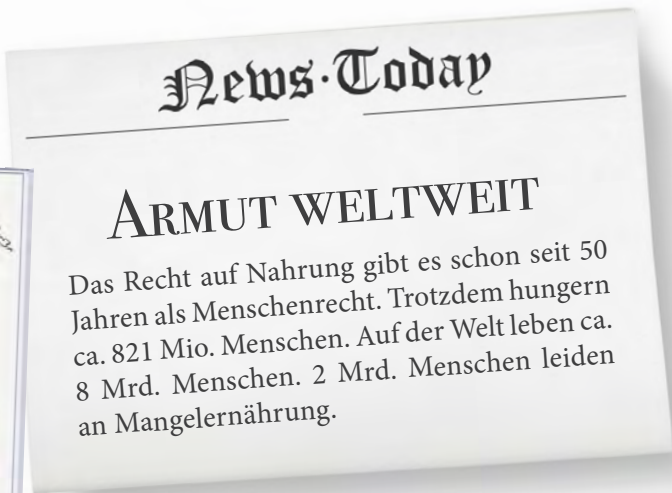 News·Today
ARMUT WELTWEIT
Das Recht auf Nahrung gibt es schon seit 50
Jahren als Menschenrecht. Trotzdem hungern
ca. 821 Mio. Menschen. Auf der Welt leben ca.
8 Mrd. Menschen. 2 Mrd. Menschen leiden
an Mangelernährung.